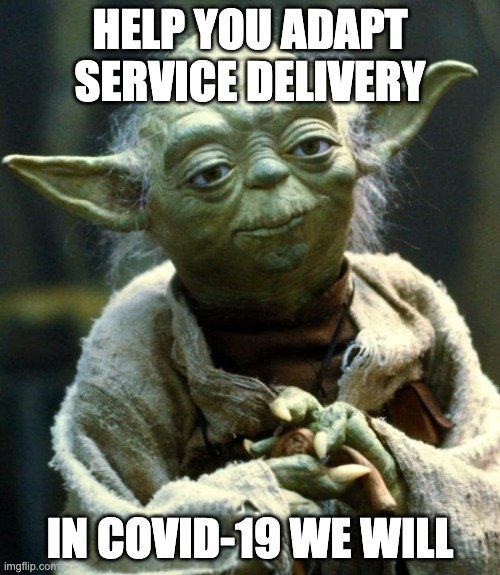 HELP YOU ADAPT
SERVICE DELIVERY
IN COVID-19 WE WILL
imgflip.com